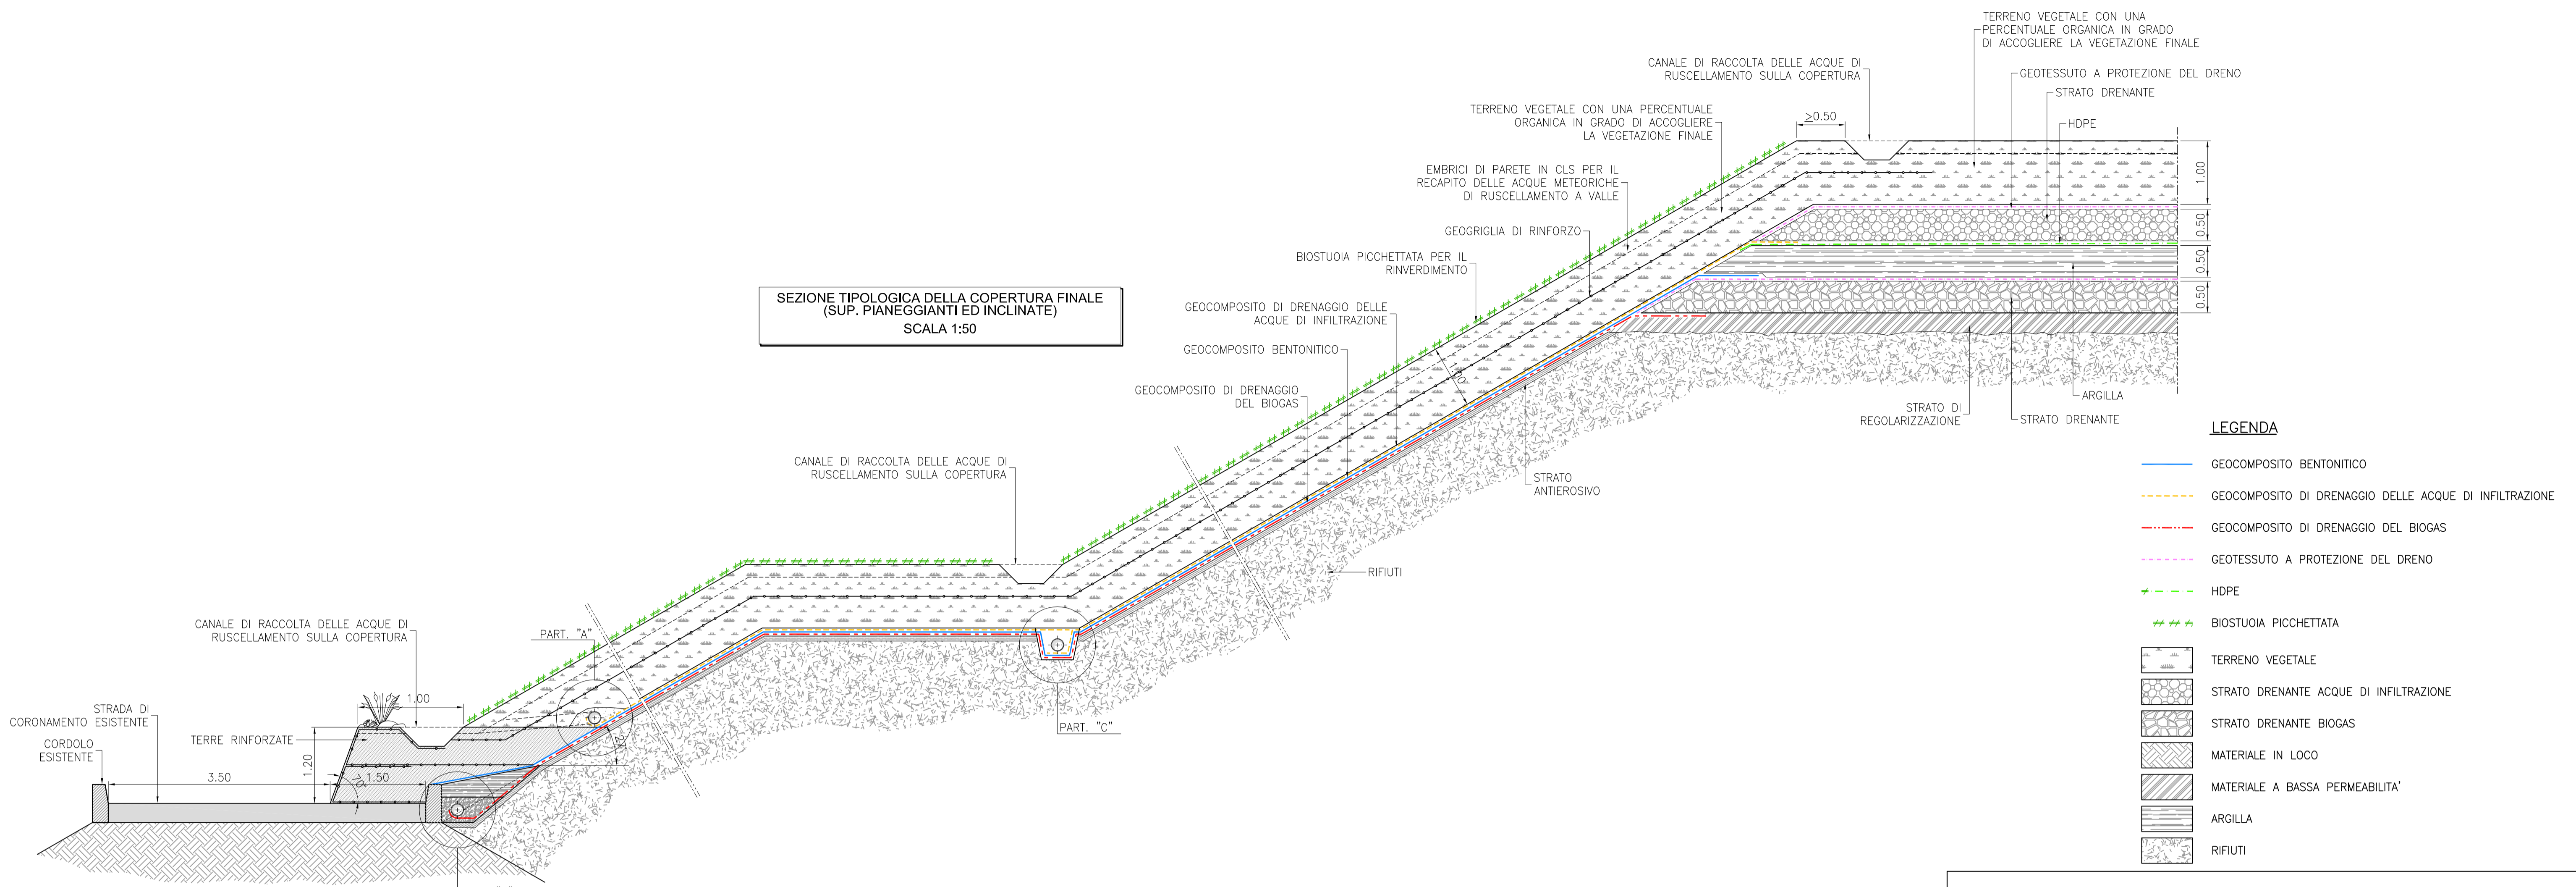 TERRENO VEGETALE CON UNA
PERCENTUALE ORGANICA IN GRADO
DI ACCOGLIERE LA VEGETAZIONE FINALE
CANALE DI RACCOLTA DELLE ACQUE DI
RUSCELLAMENTO SULLA COPERTURA
GEOTESSUTO A PROTEZIONE DEL DRENO
STRATO DRENANTE
TERRENO VEGETALE CON UNA PERCENTUALE
ORGANICA IN GRADO DI ACCOGLIERE
LA VEGETAZIONE FINALE
≥0.50
HDPE
EMBRICI DI PARETE IN CLS PER IL
RECAPITO DELLE ACQUE METEORICHE
DI RUSCELLAMENTO A VALLE
1.00
GEOGRIGLIA DI RINFORZO
0.50
BIOSTUOIA PICCHETTATA PER IL
RINVERDIMENTO
0.50
SEZIONE TIPOLOGICA DELLA COPERTURA FINALE
(SUP. PIANEGGIANTI ED INCLINATE)
SCALA 1:50
GEOCOMPOSITO DI DRENAGGIO DELLE
ACQUE DI INFILTRAZIONE
0.50
GEOCOMPOSITO BENTONITICO
GEOCOMPOSITO DI DRENAGGIO
DEL BIOGAS
ARGILLA
STRATO DI
REGOLARIZZAZIONE
STRATO DRENANTE
CANALE DI RACCOLTA DELLE ACQUE DI
RUSCELLAMENTO SULLA COPERTURA
STRATO
ANTIEROSIVO
RIFIUTI
CANALE DI RACCOLTA DELLE ACQUE DI
RUSCELLAMENTO SULLA COPERTURA
PART. "A"
PART. "C"
1.00
STRADA DI
CORONAMENTO ESISTENTE
TERRE RINFORZATE
CORDOLO
ESISTENTE
3.50
1.20
70°
1.50
LEGENDA
GEOCOMPOSITO BENTONITICO
GEOCOMPOSITO DI DRENAGGIO DELLE ACQUE DI INFILTRAZIONE
GEOCOMPOSITO DI DRENAGGIO DEL BIOGAS
GEOTESSUTO A PROTEZIONE DEL DRENO
HDPE
BIOSTUOIA PICCHETTATA
TERRENO VEGETALE
STRATO DRENANTE ACQUE DI INFILTRAZIONE
STRATO DRENANTE BIOGAS
MATERIALE IN LOCO
MATERIALE A BASSA PERMEABILITA'
ARGILLA
RIFIUTI